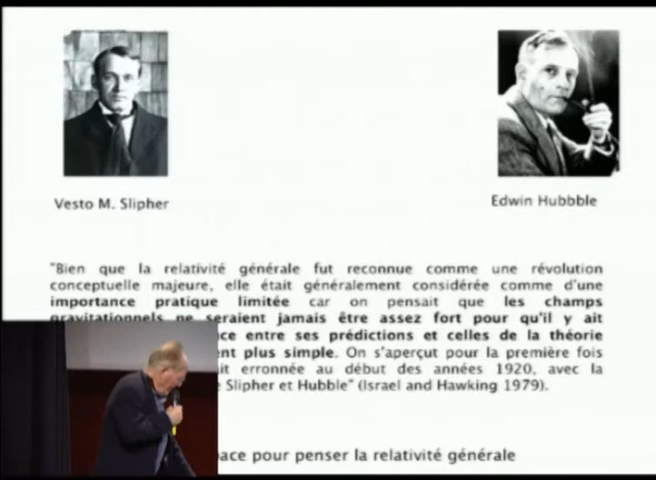 Vesto M. Slipher
Edwin Hubbble
"Bien que la relativité générale fut reconnue comme une révolution
conceptuelle majeure, elle était généralement considérée comme d'une
importance pratique limitée car on pensait que les champs
gravitationnels ne seraient jamais être assez fort pour qu'il y ait
entre ses prédictions et celles de la théorie
plus simple. On s'aperçut pour la première fois
erronnée au début des années 1920, avec la
Slipher et Hubble" (Israel and Hawking 1979).
pour penser la relativité générale